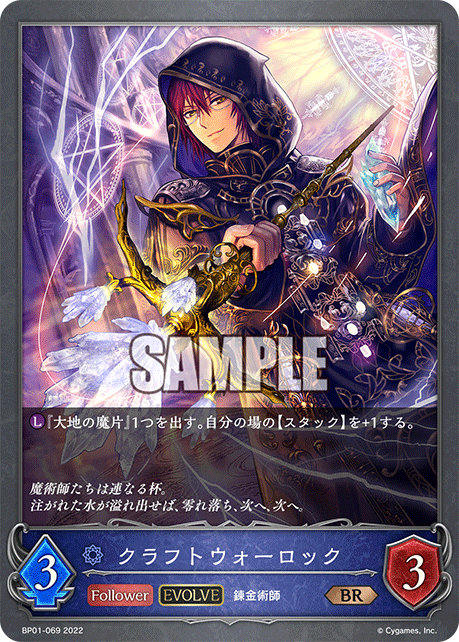 SAMPLE
L 『大地の魔片』1つを出す。自分の場の【スタック】を+1する。
魔術師たちは連なる杯。
注がれた水が溢れ出せば、零れ落ち、次へ、次へ。
クラフトウォーロック
3
3
Follower EVOLVE 錬金術師 BR
BP01-069 2022 © Cygames, Inc.